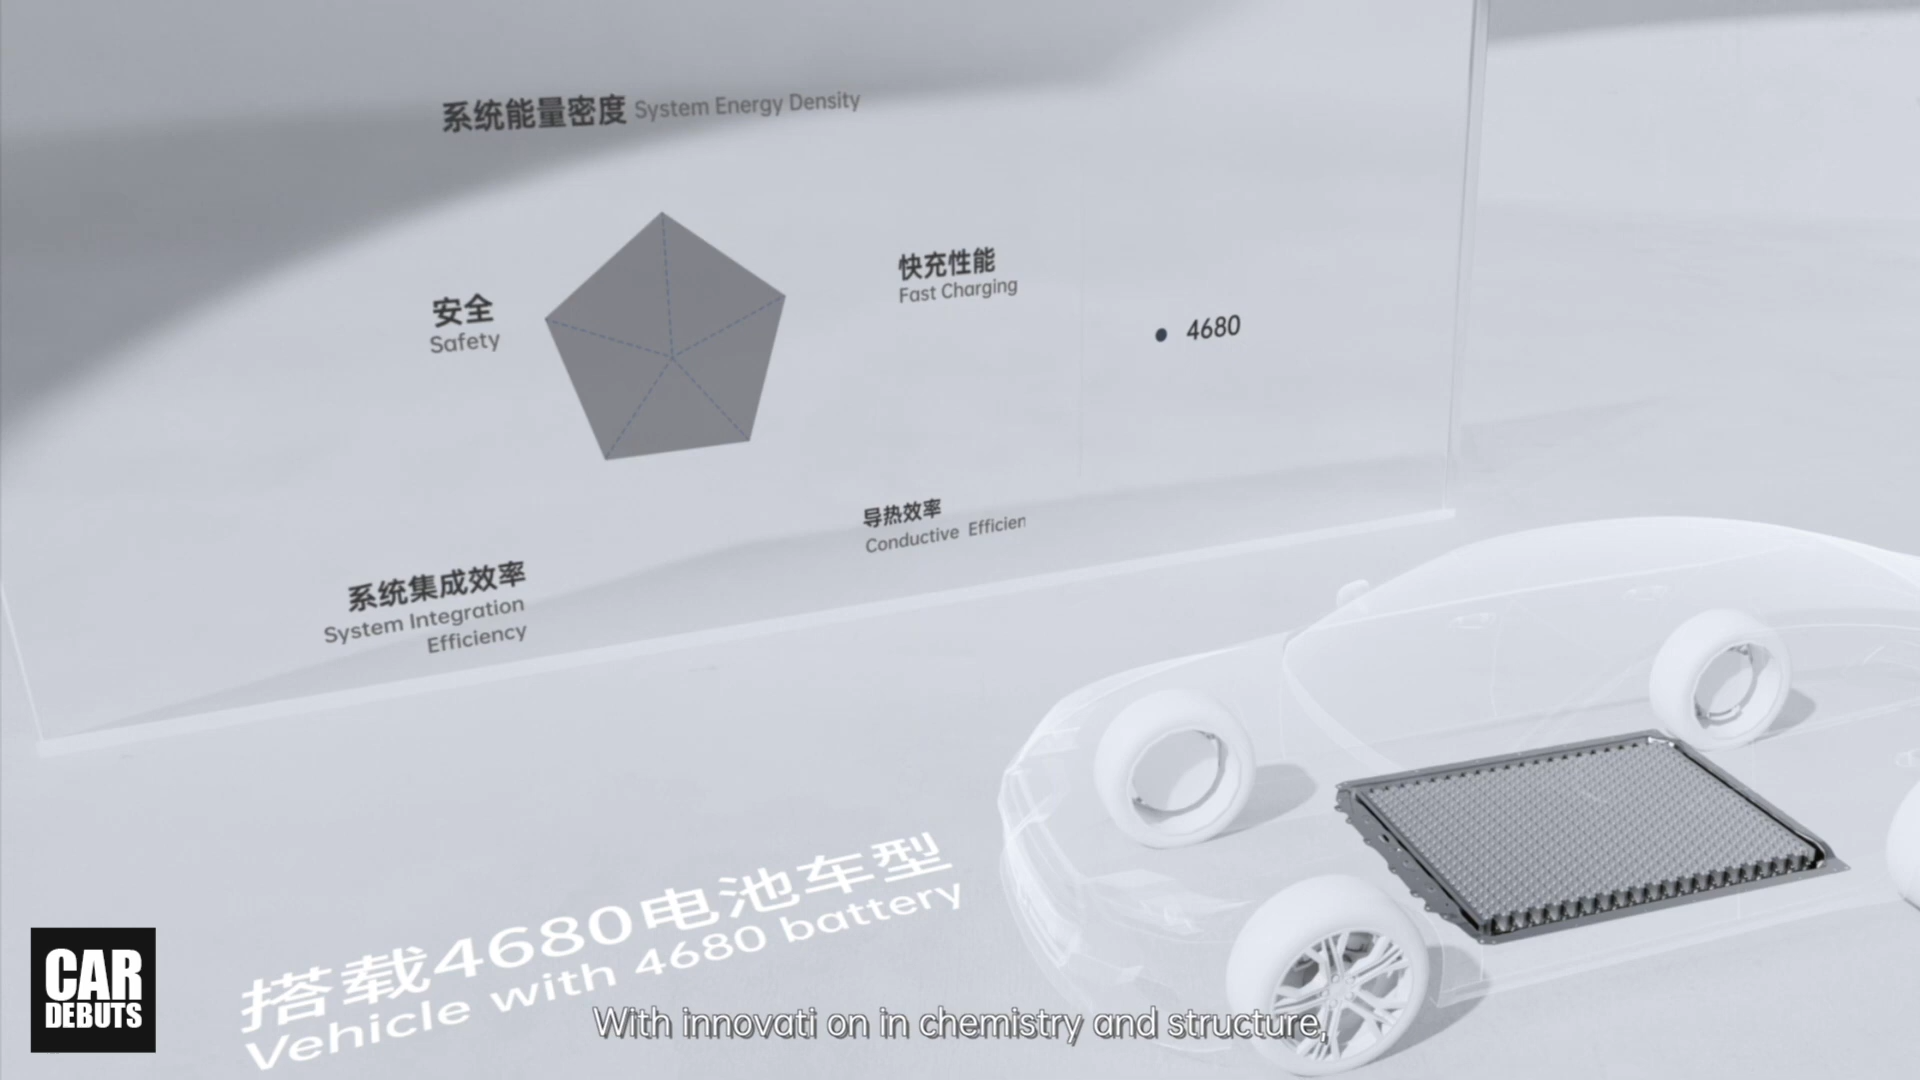 系统能量密度 System Energy Density
安全
Safety
快充性能
Fast Charging
4680
导热效率
Conductive Efficien
系统集成效率
System Integration
Efficiency
搭载4680电池车型
Vehicle with 4680 battery
With innovati on in chemistry and structure,
CAR
DEBUTS